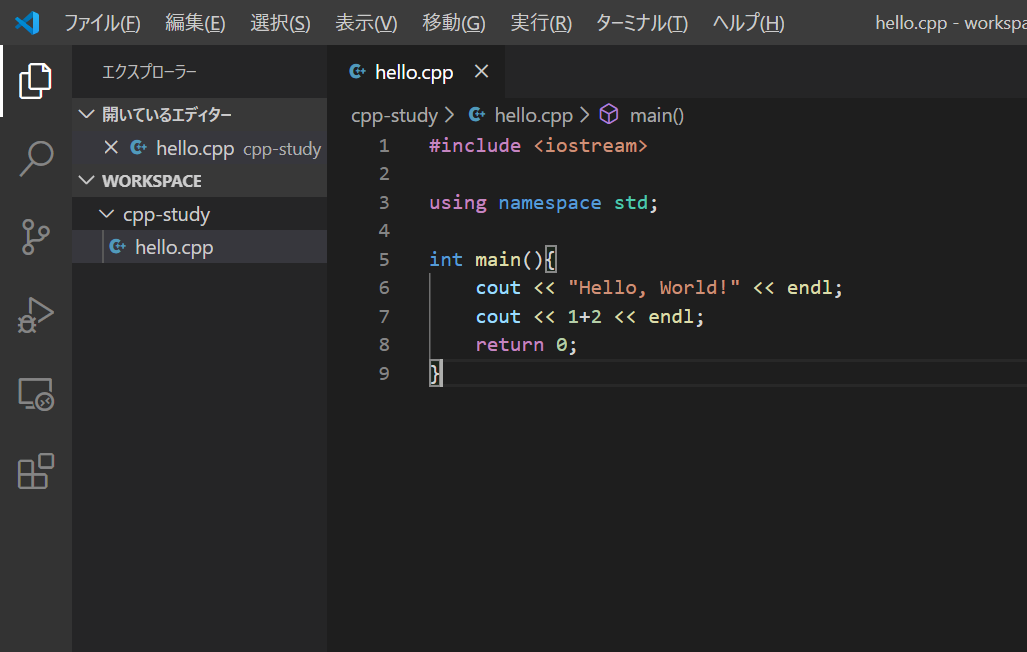 ファイル(F) 編集(E) 選択(S) 表示(V) 移動(G) 実行(R) ターミナル(T) ヘルプ(H) hello.cpp - workspa
エクスプローラー
開いているエディター
hello.cpp cpp-study
WORKSPACE
cpp-study
hello.cpp
hello.cpp
cpp-study > hello.cpp > main()
1 #include <iostream>
2
3 using namespace std;
4
5 int main(){
6     cout << "Hello, World!" << endl;
7     cout << 1+2 << endl;
8     return 0;
9 }